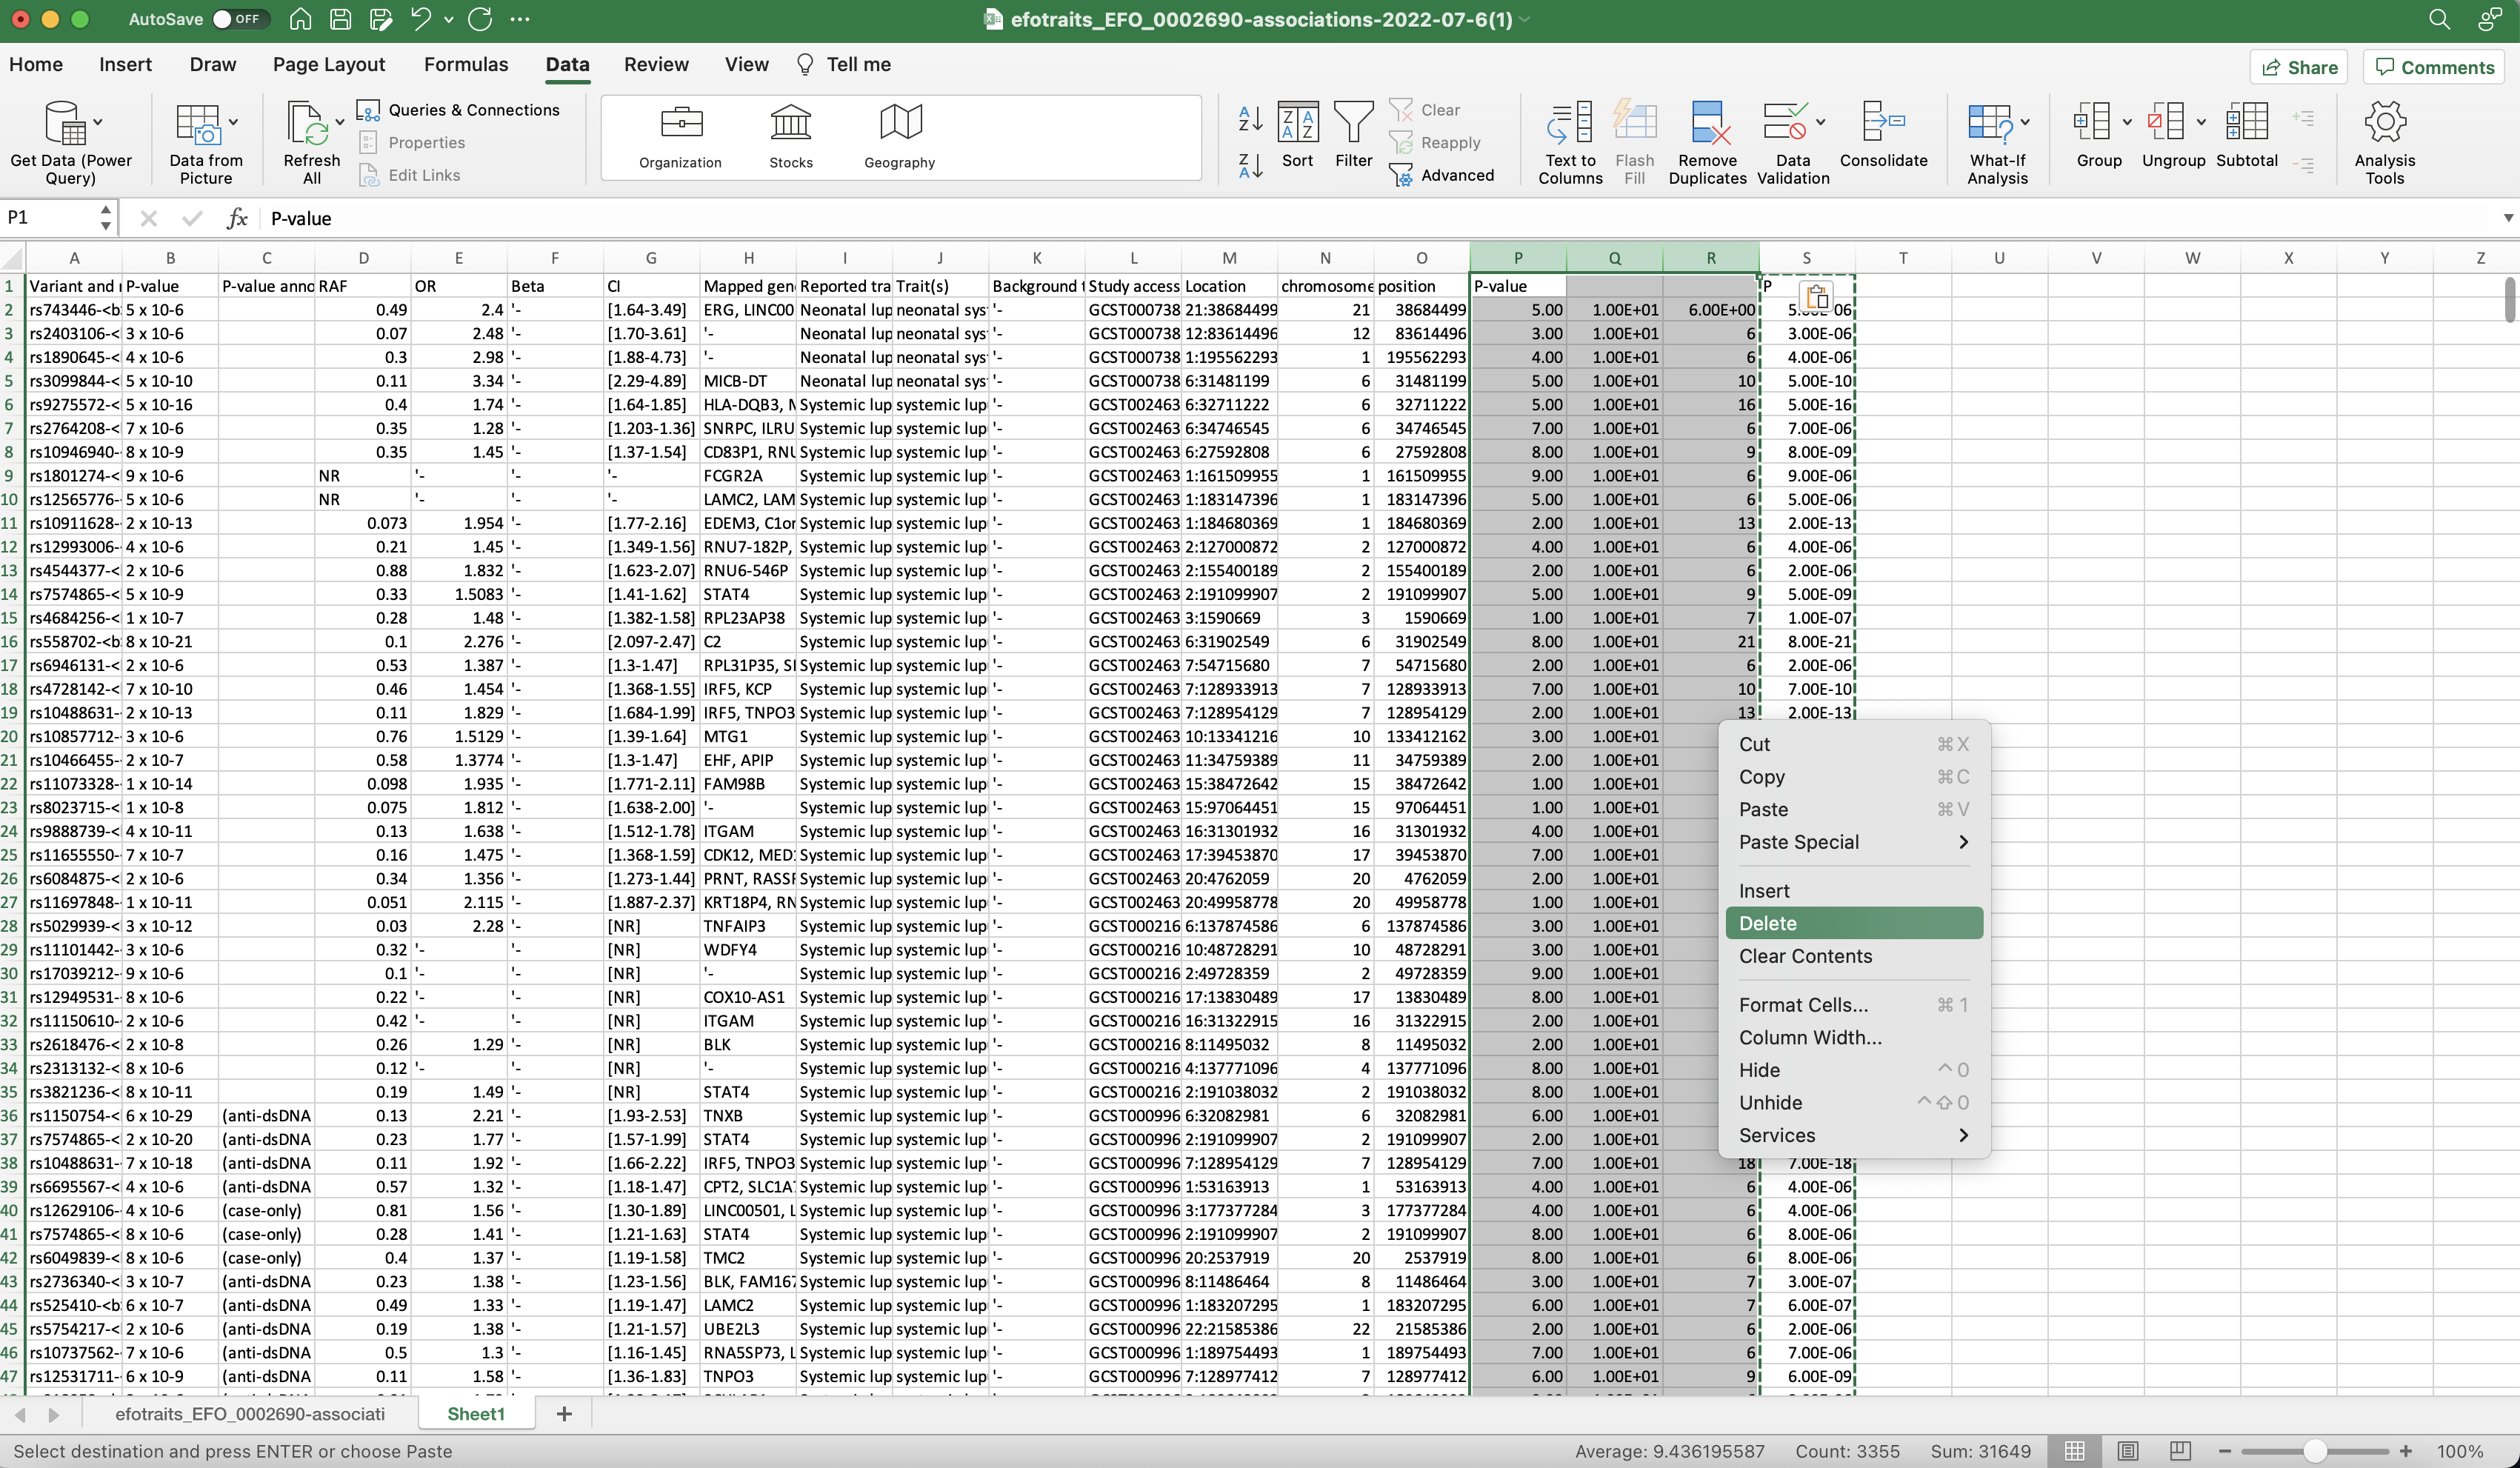 AutoSave OFF efotraits_EFO_0002690-associations-2022-07-6(1)
Home Insert Draw Page Layout Formulas Data Review View Tell me Share Comments
Get Data (Power Query) Data from Picture Refresh All Queries & Connections Properties Edit Links Organization Stocks Geography Sort Filter Clear Reapply Advanced Text to Columns Flash Fill Remove Duplicates Data Validation Consolidate What-If Analysis Group Ungroup Subtotal Analysis Tools
P1 fx P-value
A B C D E F G H I J K L M N O P Q R S T U V W X Y Z
1 Variant and P-value P-value anno RAF OR Beta CI Mapped gen Reported tra Trait(s) Background Study access Location chromosome position P-value P
2 rs743446-<b 5 x 10-6 0.49 2.4 '- [1.64-3.49] ERG, LINC00 Neonatal lup neonatal sys '- GCST000738 21:38684499 21 38684499 5.00 1.00E+01 6.00E+00
3 rs2403106-< 3 x 10-6 0.07 2.48 '- [1.70-3.61] '- Neonatal lup neonatal sys '- GCST000738 12:83614496 12 83614496 3.00 1.00E+01 6 3.00E-06
4 rs1890645-< 4 x 10-6 0.3 2.98 '- [1.88-4.73] '- Neonatal lup neonatal sys '- GCST000738 1:195562293 1 195562293 4.00 1.00E+01 6 4.00E-06
5 rs3099844-< 5 x 10-10 0.11 3.34 '- [2.29-4.89] MICB-DT Neonatal lup neonatal sys '- GCST000738 6:31481199 6 31481199 5.00 1.00E+01 10 5.00E-10
6 rs9275572-< 5 x 10-16 0.4 1.74 '- [1.64-1.85] HLA-DQB3, Systemic lup systemic lup '- GCST002463 6:32711222 6 32711222 5.00 1.00E+01 16 5.00E-16
7 rs2764208-< 7 x 10-6 0.35 1.28 '- [1.203-1.36] SNRPC, ILRU Systemic lup systemic lup '- GCST002463 6:34746545 6 34746545 7.00 1.00E+01 6 7.00E-06
8 rs10946940- 8 x 10-9 0.35 1.45 '- [1.37-1.54] CD83P1, RNU Systemic lup systemic lup '- GCST002463 6:27592808 6 27592808 8.00 1.00E+01 9 8.00E-09
9 rs1801274-< 9 x 10-6 NR '- '- '- FCGR2A Systemic lup systemic lup '- GCST002463 1:161509955 1 161509955 9.00 1.00E+01 6 9.00E-06
10 rs12565776- 5 x 10-6 NR '- '- '- LAMC2, LAM Systemic lup systemic lup '- GCST002463 1:183147396 1 183147396 5.00 1.00E+01 6 5.00E-06
11 rs10911628- 2 x 10-13 0.073 1.954 '- [1.77-2.16] EDEM3, C1or Systemic lup systemic lup '- GCST002463 1:184680369 1 184680369 2.00 1.00E+01 13 2.00E-13
12 rs12993006- 4 x 10-6 0.21 1.45 '- [1.349-1.56] RNU7-182P, Systemic lup systemic lup '- GCST002463 2:127000872 2 127000872 4.00 1.00E+01 6 4.00E-06
13 rs4544377-< 2 x 10-6 0.88 1.832 '- [1.623-2.07] RNU6-546P Systemic lup systemic lup '- GCST002463 2:155400189 2 155400189 2.00 1.00E+01 6 2.00E-06
14 rs7574865-< 5 x 10-9 0.33 1.5083 '- [1.41-1.62] STAT4 Systemic lup systemic lup '- GCST002463 2:191099907 2 191099907 5.00 1.00E+01 9 5.00E-09
15 rs4684256-< 1 x 10-7 0.28 1.48 '- [1.382-1.58] RPL23AP38 Systemic lup systemic lup '- GCST002463 3:1590669 3 1590669 1.00 1.00E+01 7 1.00E-07
16 rs558702-<b 8 x 10-21 0.1 2.276 '- [2.097-2.47] C2 Systemic lup systemic lup '- GCST002463 6:31902549 6 31902549 8.00 1.00E+01 21 8.00E-21
17 rs6946131-< 2 x 10-6 0.53 1.387 '- [1.3-1.47] RPL31P35, SI Systemic lup systemic lup '- GCST002463 7:54715680 7 54715680 2.00 1.00E+01 6 2.00E-06
18 rs4728142-< 7 x 10-10 0.46 1.454 '- [1.368-1.55] IRF5, KCP Systemic lup systemic lup '- GCST002463 7:128933913 7 128933913 7.00 1.00E+01 10 7.00E-10
19 rs10488631- 2 x 10-13 0.11 1.829 '- [1.684-1.99] IRF5, TNPO3 Systemic lup systemic lup '- GCST002463 7:128954129 7 128954129 2.00 1.00E+01 13 2.00E-13
20 rs10857712- 3 x 10-6 0.76 1.5129 '- [1.39-1.64] MTG1 Systemic lup systemic lup '- GCST002463 10:13341216 10 133412162 3.00 1.00E+01
21 rs10466455- 2 x 10-7 0.58 1.3774 '- [1.3-1.47] EHF, APIP Systemic lup systemic lup '- GCST002463 11:34759389 11 34759389 2.00 1.00E+01
22 rs11073328- 1 x 10-14 0.098 1.935 '- [1.771-2.11] FAM98B Systemic lup systemic lup '- GCST002463 15:38472642 15 38472642 1.00 1.00E+01
23 rs8023715-< 1 x 10-8 0.075 1.812 '- [1.638-2.00] '- Systemic lup systemic lup '- GCST002463 15:97064451 15 97064451 1.00 1.00E+01
24 rs9888739-< 4 x 10-11 0.13 1.638 '- [1.512-1.78] ITGAM Systemic lup systemic lup '- GCST002463 16:31301932 16 31301932 4.00 1.00E+01
25 rs11655550- 7 x 10-7 0.16 1.475 '- [1.368-1.59] CDK12, MED1 Systemic lup systemic lup '- GCST002463 17:39453870 17 39453870 7.00 1.00E+01
26 rs6084875-< 2 x 10-6 0.34 1.356 '- [1.273-1.44] PRNT, RASSF Systemic lup systemic lup '- GCST002463 20:4762059 20 4762059 2.00 1.00E+01
27 rs11697848- 1 x 10-11 0.051 2.115 '- [1.887-2.37] KRT18P4, RN Systemic lup systemic lup '- GCST002463 20:49958778 20 49958778 1.00 1.00E+01
28 rs5029939-< 3 x 10-12 0.03 2.28 '- [NR] TNFAIP3 Systemic lup systemic lup '- GCST000216 6:137874586 6 137874586 3.00 1.00E+01
29 rs11101442- 3 x 10-6 0.32 '- '- [NR] WDFY4 Systemic lup systemic lup '- GCST000216 10:48728291 10 48728291 3.00 1.00E+01
30 rs17039212- 9 x 10-6 0.1 '- '- [NR] '- Systemic lup systemic lup '- GCST000216 2:49728359 2 49728359 9.00 1.00E+01
31 rs12949531- 8 x 10-6 0.22 '- '- [NR] COX10-AS1 Systemic lup systemic lup '- GCST000216 17:13830489 17 13830489 8.00 1.00E+01
32 rs11150610- 2 x 10-6 0.42 '- '- [NR] ITGAM Systemic lup systemic lup '- GCST000216 16:31322915 16 31322915 2.00 1.00E+01
33 rs2618476-< 2 x 10-8 0.26 1.29 '- [NR] BLK Systemic lup systemic lup '- GCST000216 8:11495032 8 11495032 2.00 1.00E+01
34 rs2313132-< 8 x 10-6 0.12 '- '- [NR] '- Systemic lup systemic lup '- GCST000216 4:137771096 4 137771096 8.00 1.00E+01
35 rs3821236-< 8 x 10-11 0.19 1.49 '- [NR] STAT4 Systemic lup systemic lup '- GCST000216 2:191038032 2 191038032 8.00 1.00E+01
36 rs1150754-< 6 x 10-29 (anti-dsDNA 0.13 2.21 '- [1.93-2.53] TNXB Systemic lup systemic lup '- GCST000996 6:32082981 6 32082981 6.00 1.00E+01
37 rs7574865-< 2 x 10-20 (anti-dsDNA 0.23 1.77 '- [1.57-1.99] STAT4 Systemic lup systemic lup '- GCST000996 2:191099907 2 191099907 2.00 1.00E+01
38 rs10488631- 7 x 10-18 (anti-dsDNA 0.11 1.92 '- [1.66-2.22] IRF5, TNPO3 Systemic lup systemic lup '- GCST000996 7:128954129 7 128954129 7.00 1.00E+01 18 7.00E-18
39 rs6695567-< 4 x 10-6 (anti-dsDNA 0.57 1.32 '- [1.18-1.47] CPT2, SLC1A Systemic lup systemic lup '- GCST000996 1:53163913 1 53163913 4.00 1.00E+01 6 4.00E-06
40 rs12629106- 4 x 10-6 (case-only) 0.81 1.56 '- [1.30-1.89] LINC00501, L Systemic lup systemic lup '- GCST000996 3:177377284 3 177377284 4.00 1.00E+01 6 4.00E-06
41 rs7574865-< 8 x 10-6 (case-only) 0.28 1.41 '- [1.21-1.63] STAT4 Systemic lup systemic lup '- GCST000996 2:191099907 2 191099907 8.00 1.00E+01 6 8.00E-06
42 rs6049839-< 8 x 10-6 (case-only) 0.4 1.37 '- [1.19-1.58] TMC2 Systemic lup systemic lup '- GCST000996 20:2537919 20 2537919 8.00 1.00E+01 6 8.00E-06
43 rs2736340-< 3 x 10-7 (anti-dsDNA 0.23 1.38 '- [1.23-1.56] BLK, FAM167 Systemic lup systemic lup '- GCST000996 8:11486464 8 11486464 3.00 1.00E+01 7 3.00E-07
44 rs525410-<b 6 x 10-7 (anti-dsDNA 0.49 1.33 '- [1.19-1.47] LAMC2 Systemic lup systemic lup '- GCST000996 1:183207295 1 183207295 6.00 1.00E+01 7 6.00E-07
45 rs5754217-< 2 x 10-6 (anti-dsDNA 0.19 1.38 '- [1.21-1.57] UBE2L3 Systemic lup systemic lup '- GCST000996 22:21585386 22 21585386 2.00 1.00E+01 6 2.00E-06
46 rs10737562- 7 x 10-6 (anti-dsDNA 0.5 1.3 '- [1.16-1.45] RNA5SP73, L Systemic lup systemic lup '- GCST000996 1:189754493 1 189754493 7.00 1.00E+01 6 7.00E-06
47 rs12531711- 6 x 10-9 (anti-dsDNA 0.11 1.58 '- [1.36-1.83] TNPO3 Systemic lup systemic lup '- GCST000996 7:128977412 7 128977412 6.00 1.00E+01 9 6.00E-09
Cut ⌘X
Copy ⌘C
Paste ⌘V
Paste Special
Insert
Delete
Clear Contents
Format Cells... ⌘1
Column Width...
Hide ^0
Unhide ^⇧0
Services
efotraits_EFO_0002690-associati Sheet1 +
Select destination and press ENTER or choose Paste Average: 9.436195587 Count: 3355 Sum: 31649 100%